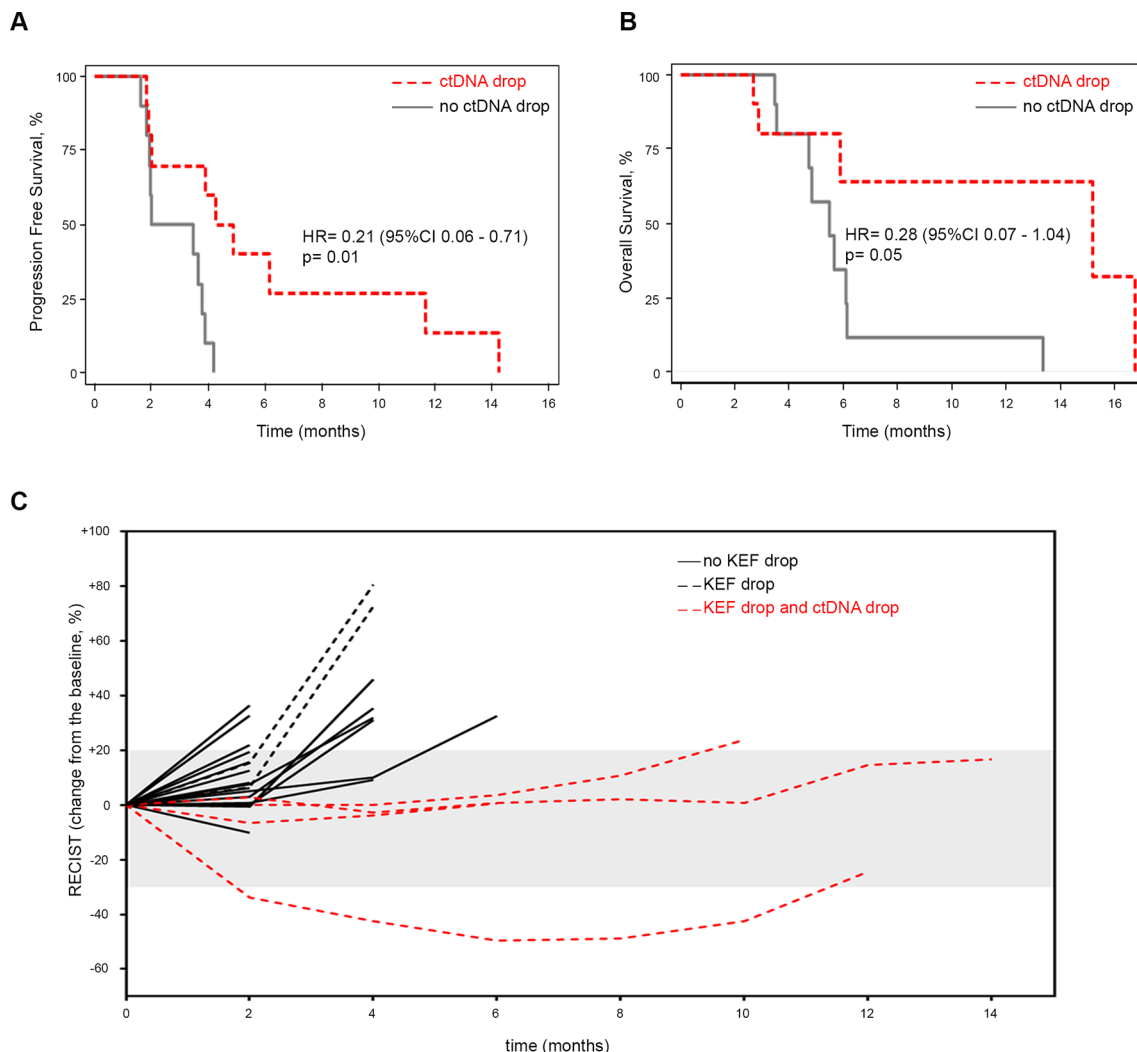 A
B
ctDNA drop
no ctDNA drop
HR= 0.21 (95%CI 0.06 - 0.71)
p= 0.01
Progression Free Survival, %
100
75
50
25
0
0 2 4 6 8 10 12 14 16
Time (months)
ctDNA drop
no ctDNA drop
HR= 0.28 (95%CI 0.07 - 1.04)
p= 0.05
Overall Survival, %
100
75
50
25
0
0 2 4 6 8 10 12 14 16
Time (months)
C
no KEF drop
KEF drop
KEF drop and ctDNA drop
RECIST (change from the baseline, %)
+100
+80
+60
+40
+20
0
-20
-40
-60
0 2 4 6 8 10 12 14
time (months)